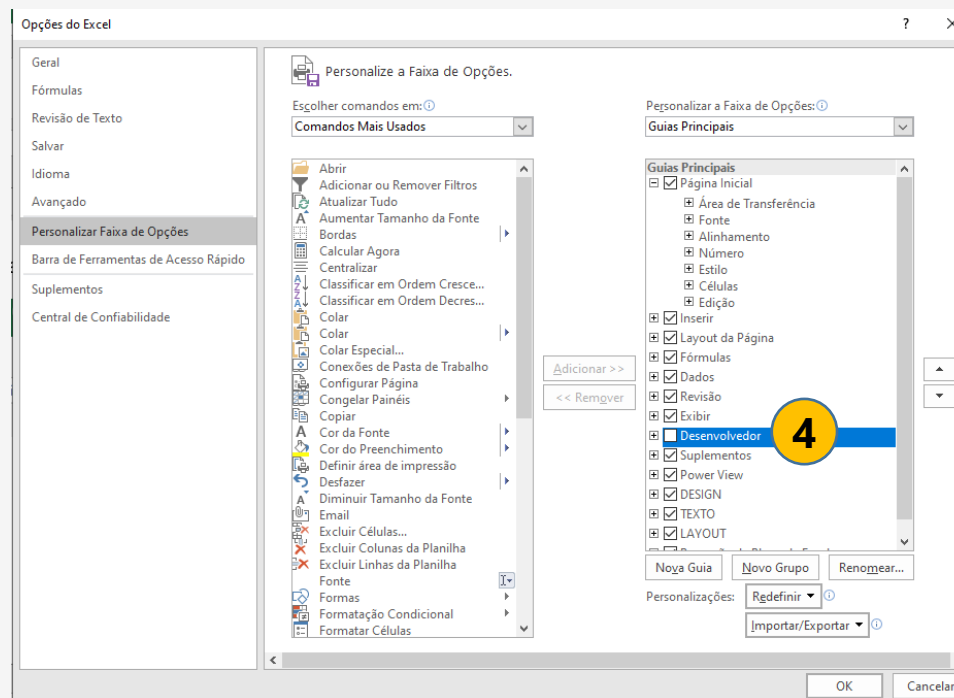 Opções do Excel
?
Geral
Fórmulas
Revisão de Texto
Salvar
Idioma
Avançado
Personalizar Faixa de Opções
Barra de Ferramentas de Acesso Rápido
Suplementos
Central de Confiabilidade
Personalize a Faixa de Opções.
Escolher comandos em:
Comandos Mais Usados
Abrir
Adicionar ou Remover Filtros
Atualizar Tudo
Aumentar Tamanho da Fonte
Bordas
Calcular Agora
Centralizar
Classificar em Ordem Cresce...
Classificar em Ordem Decres...
Colar
Colar
Colar Especial...
Conexões de Pasta de Trabalho
Configurar Página
Congelar Painéis
Copiar
Cor da Fonte
Cor do Preenchimento
Definir área de impressão
Desfazer
Diminuir Tamanho da Fonte
Email
Excluir Células...
Excluir Colunas da Planilha
Excluir Linhas da Planilha
Fonte
Formas
Formatação Condicional
Formatar Células
Adicionar >>
<< Remover
Personalizar a Faixa de Opções:
Guias Principais
Guias Principais
Página Inicial
Área de Transferência
Fonte
Alinhamento
Número
Estilo
Células
Edição
Inserir
Layout da Página
Fórmulas
Dados
Revisão
Exibir
Desenvolvedor
4
Suplementos
Power View
DESIGN
TEXTO
LAYOUT
Nova Guia
Novo Grupo
Renomear...
Personalizações:
Redefinir
Importar/Exportar
OK
Cancelar